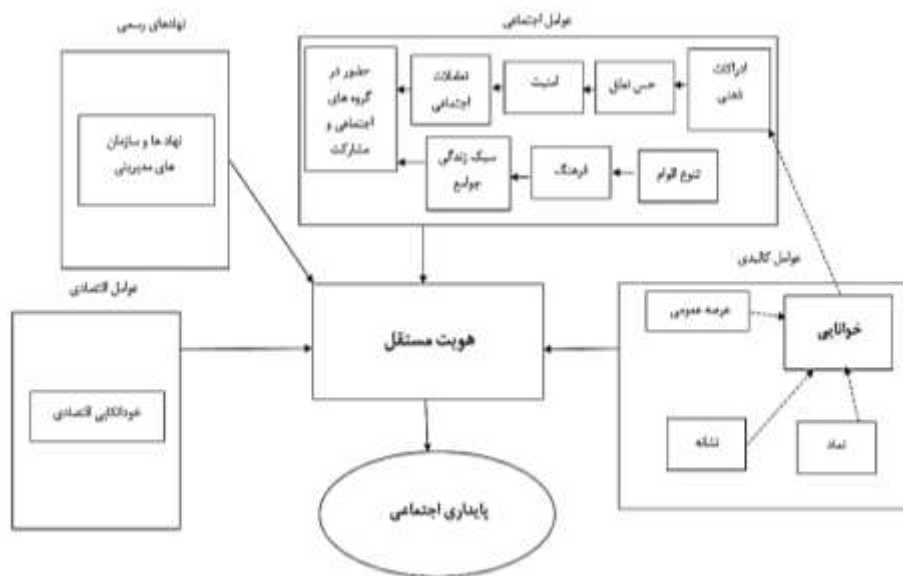 عوامل اجتماعی
نهادهای رسمی
ادراکات
ذهنی
حس تعلق
امنیت
تعاملات
اجتماعی
حضور در
گروه های
اجتماعی و
مشارکت
تنوع اقوام
فرهنگ
سبک زندگی
جوامع
نهاد ها و سازمان
های مدیریتی
عوامل کالبدی
عرصه عمومی
خوانایی
نشانه
نماد
عوامل اقتصادی
خوداتکایی اقتصادی
هویت مستقل
پایداری اجتماعی